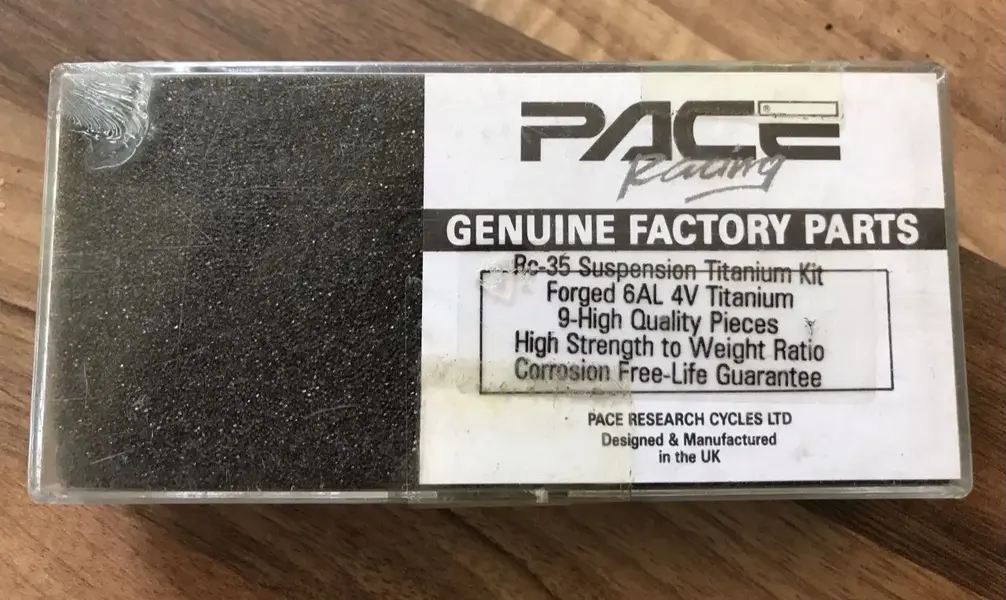 PACE®
Racing
GENUINE FACTORY PARTS
Rc-35 Suspension Titanium Kit
Forged 6AL 4V Titanium
9-High Quality Pieces
High Strength to Weight Ratio
Corrosion Free-Life Guarantee
PACE RESEARCH CYCLES LTD
Designed & Manufactured
in the UK